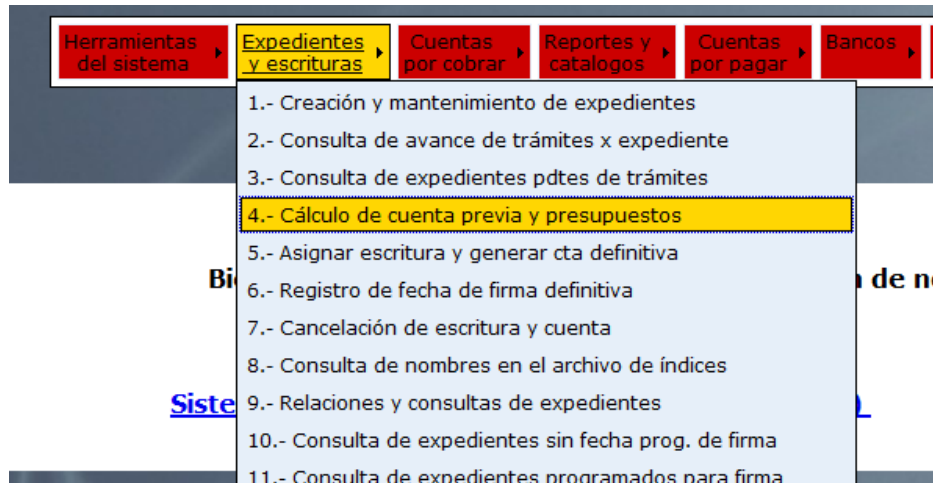 Herramientas del sistema
Expedientes y escrituras
Cuentas por cobrar
Reportes y catalogos
Cuentas por pagar
Bancos
1.- Creación y mantenimiento de expedientes
2.- Consulta de avance de trámites x expediente
3.- Consulta de expedientes pdtes de trámites
4.- Cálculo de cuenta previa y presupuestos
5.- Asignar escritura y generar cta definitiva
6.- Registro de fecha de firma definitiva
7.- Cancelación de escritura y cuenta
8.- Consulta de nombres en el archivo de índices
9.- Relaciones y consultas de expedientes
10.- Consulta de expedientes sin fecha prog. de firma
11.- Consulta de expedientes programados para firma